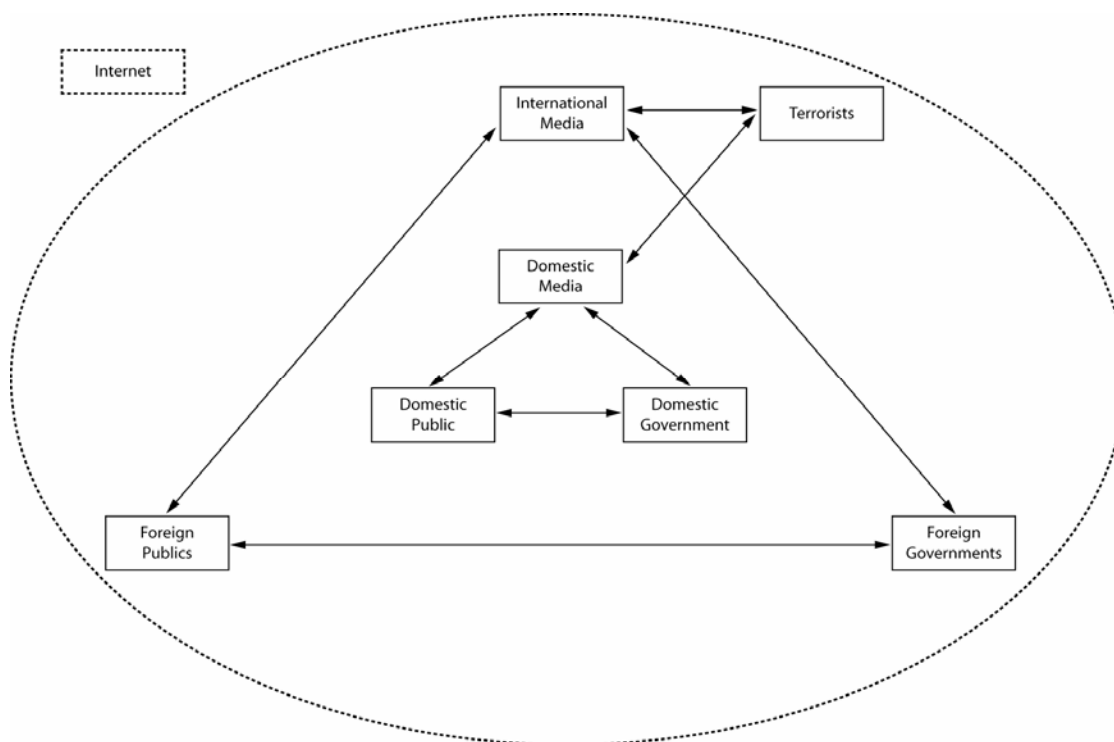 Internet
International
Media
Terrorists
Domestic
Media
Domestic
Public
Domestic
Government
Foreign
Publics
Foreign
Governments